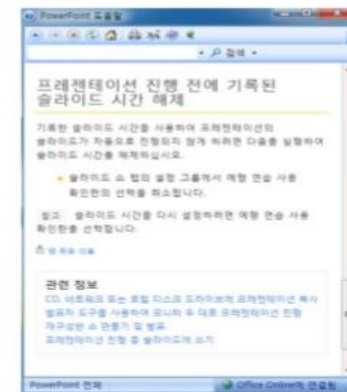 PowerPoint 도움말
검색
프레젠테이션 진행 전에 기록된
슬라이드 시간 해제
기록한 슬라이드 시간을 사용하여 프레젠테이션의
슬라이드가 자동으로 진행되지 않게 하려면 다음을 실행하여
슬라이드 시간을 해제하십시오.
슬라이드 쇼 탭의 설정 그룹에서 예행 연습 사용
확인란의 선택을 취소합니다.
참고 슬라이드 시간을 다시 설정하려면 예행 연습 사용
확인란을 선택합니다.
맨 위로 이동
관련 정보
CD, 네트워크 또는 로컬 디스크 드라이브에 프레젠테이션 복사
발표자 도구를 사용하여 모니터 두 대로 프레젠테이션 진행
재구성한 쇼 만들기 및 발표
프레젠테이션 진행 중 슬라이드에 쓰기
PowerPoint 전체
Office Online에 연결됨